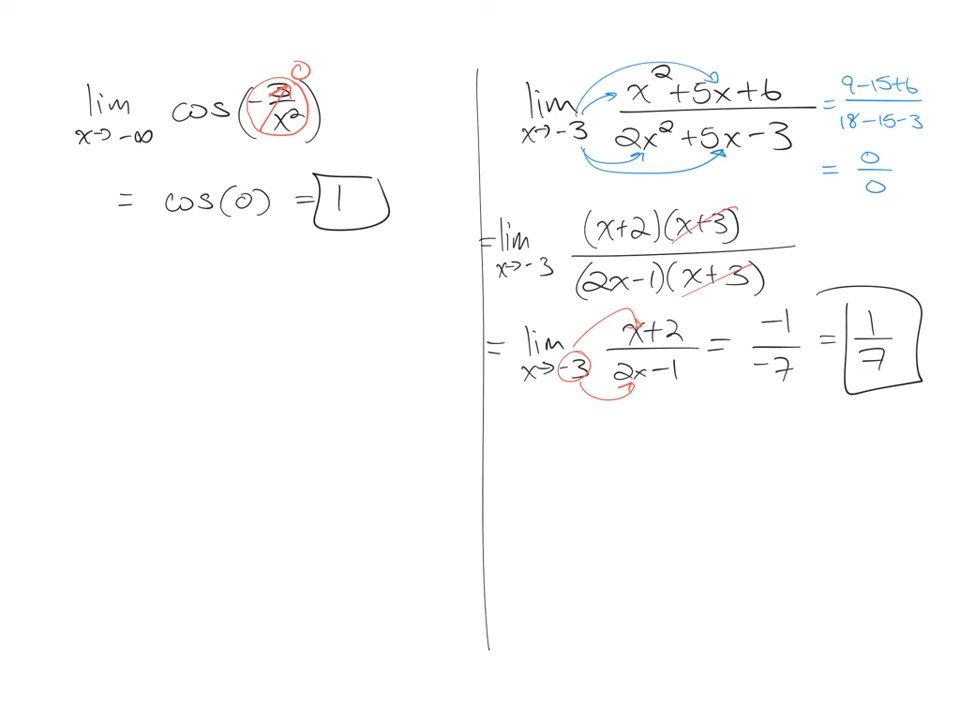 lim x→-∞ cos(-3/x²) 0
= cos(0) = 1
lim x→-3 (x²+5x+6)/(2x²+5x-3) = (9-15+6)/(18-15-3)
= 0/0
= lim x→-3 (x+2)(x+3)/(2x-1)(x+3)
= lim x→-3 (x+2)/(2x-1) = -1/-7 = 1/7